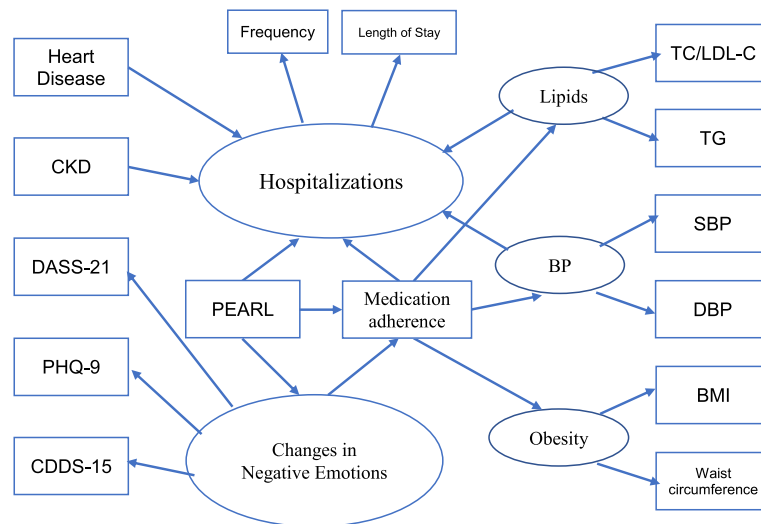 Frequency
Length of Stay
Heart
Disease
TC/LDL-C
Lipids
TG
CKD
Hospitalizations
SBP
DASS-21
BP
PEARL
Medication
adherence
DBP
PHQ-9
BMI
Changes in
Negative Emotions
Obesity
CDDS-15
Waist
circumference